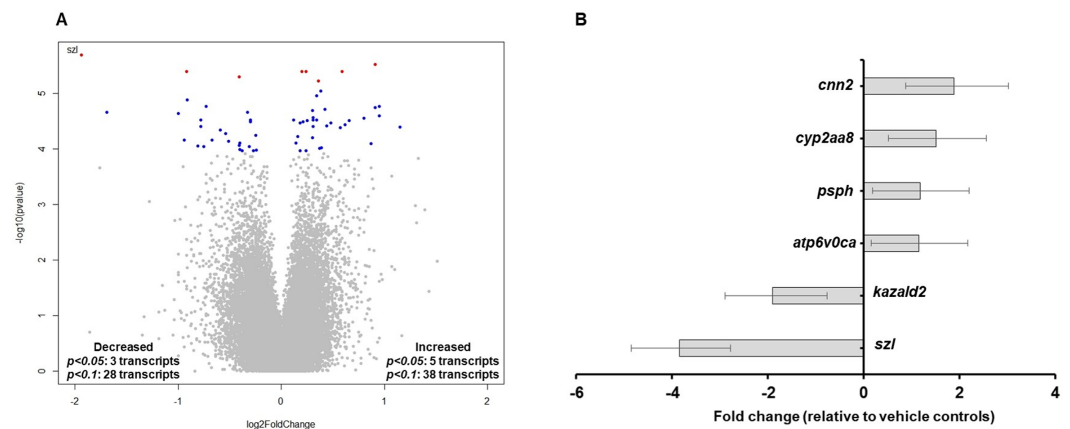 A
szl
5
4
3
2
1
0
-log10(pvalue)
Decreased
p<0.05: 3 transcripts
p<0.1: 28 transcripts
Increased
p<0.05: 5 transcripts
p<0.1: 38 transcripts
-2 -1 0 1 2
log2FoldChange
B
cnn2
cyp2aa8
psph
atp6v0ca
kazald2
szl
-6 -4 -2 0 2 4
Fold change (relative to vehicle controls)